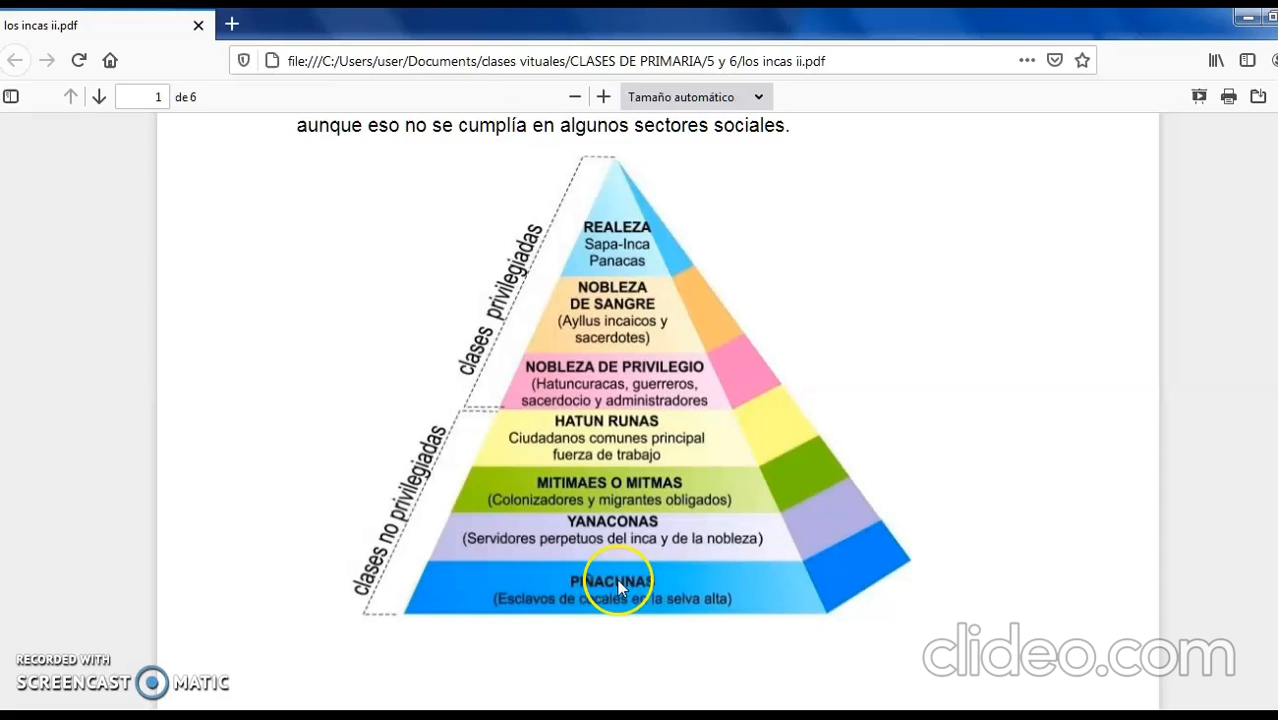 los incas ii.pdf
file:///C:/Users/user/Documents/clases vituales/CLASES DE PRIMARIA/5 y 6/los incas ii.pdf
1 de 6
Tamaño automático
aunque eso no se cumplía en algunos sectores sociales.
clases privilegiadas
REALEZA
Sapa-Inca
Panacas
NOBLEZA
DE SANGRE
(Ayllus incaicos y
sacerdotes)
NOBLEZA DE PRIVILEGIO
(Hatuncuracas, guerreros,
sacerdocio y administradores
clases no privilegiadas
HATUN RUNAS
Ciudadanos comunes principal
fuerza de trabajo
MITIMAES O MITMAS
(Colonizadores y migrantes obligados)
YANACONAS
(Servidores perpetuos del inca y de la nobleza)
PIÑACUNAS
(Esclavos de cocales en la selva alta)
RECORDED WITH
SCREENCAST MATIC
clideo.com